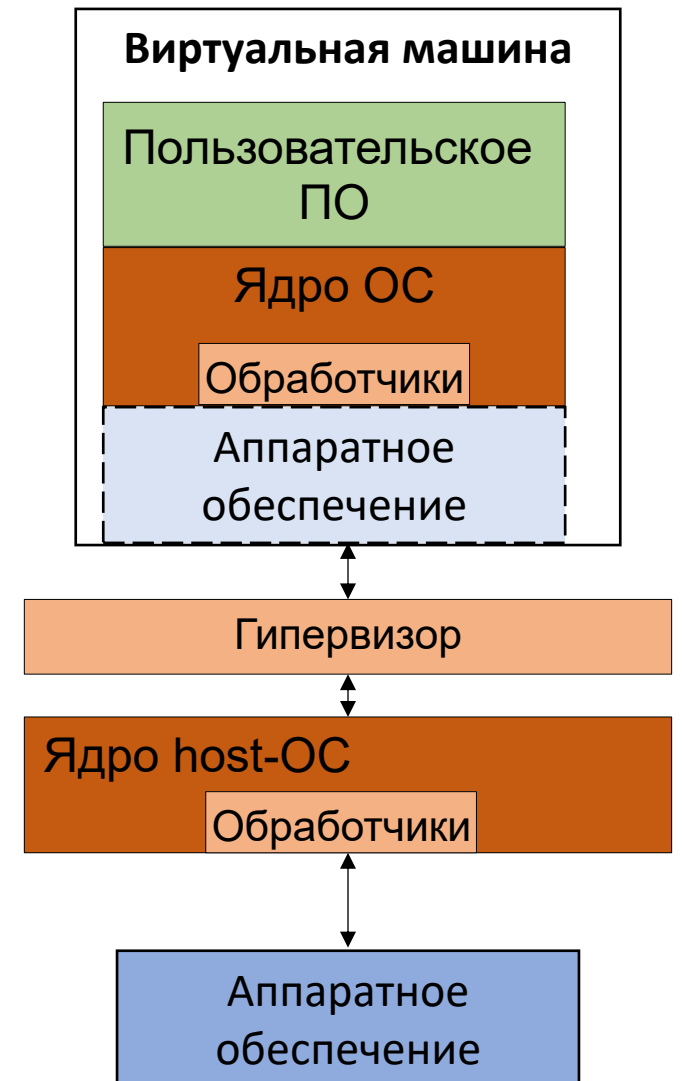 Виртуальная машина
Пользовательское
ПО
Ядро ОС
Обработчики
Аппаратное
обеспечение
Гипервизор
Ядро host-ОС
Обработчики
Аппаратное
обеспечение